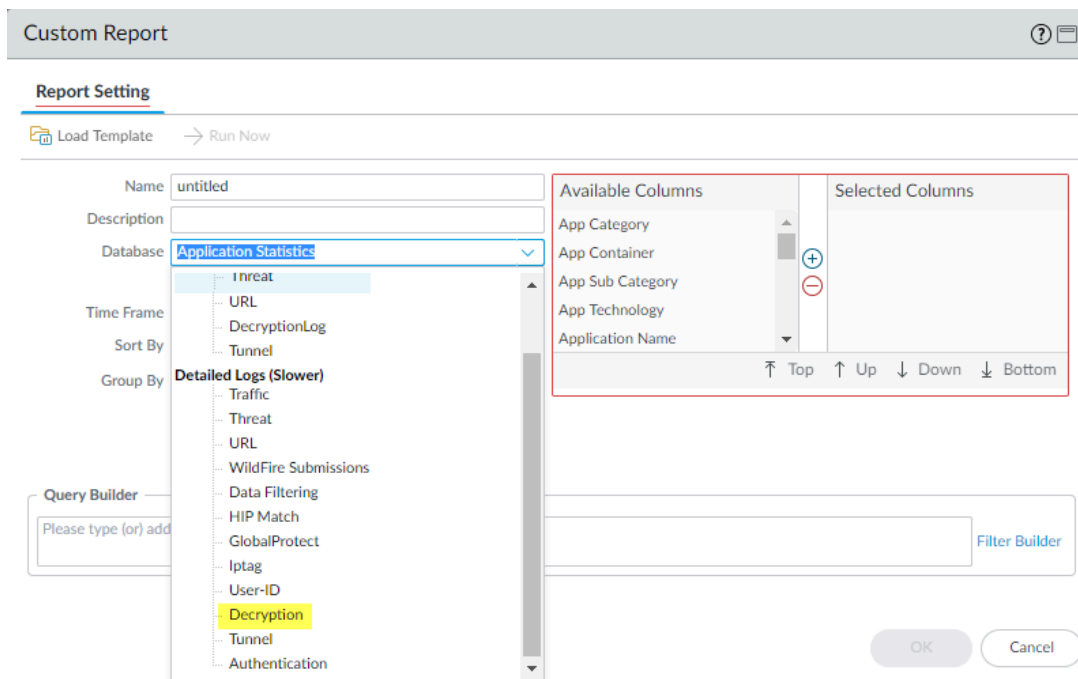 Custom Report
Report Setting
Load Template
Run Now
Name untitled
Description
Database Application Statistics
Threat
URL
DecryptionLog
Tunnel
Detailed Logs (Slower)
Traffic
Threat
URL
WildFire Submissions
Data Filtering
HIP Match
GlobalProtect
Iptag
User-ID
Decryption
Tunnel
Authentication
Time Frame
Sort By
Group By
Available Columns
App Category
App Container
App Sub Category
App Technology
Application Name
Selected Columns
Top Up Down Bottom
Query Builder
Please type (or) add
Filter Builder
OK
Cancel